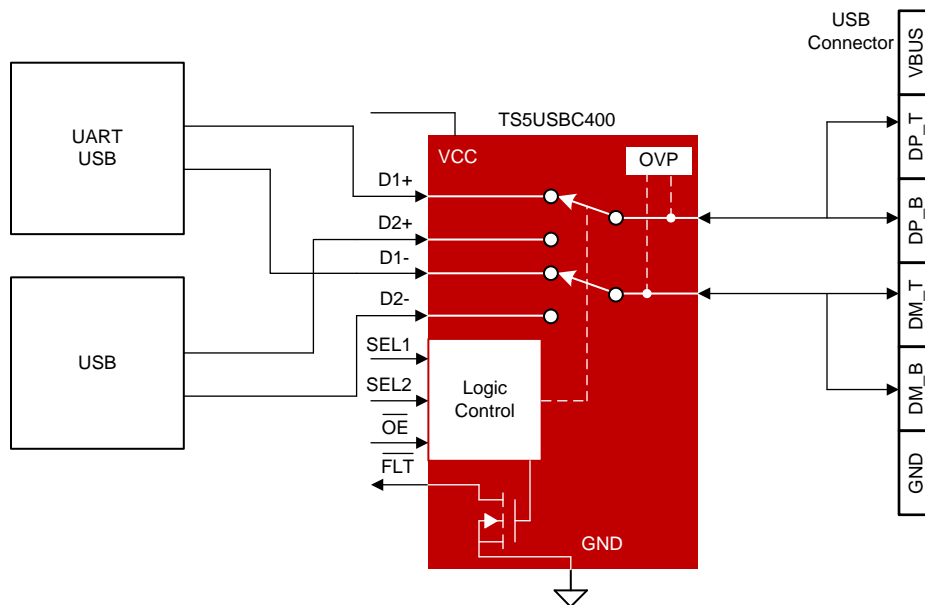 USB
Connector
VBUS
DP_T
DP_B
DM_T
DM_B
GND
UART
USB
USB
TS5USBC400
VCC
OVP
D1+
D2+
D1-
D2-
SEL1
SEL2
OE
FLT
Logic
Control
GND